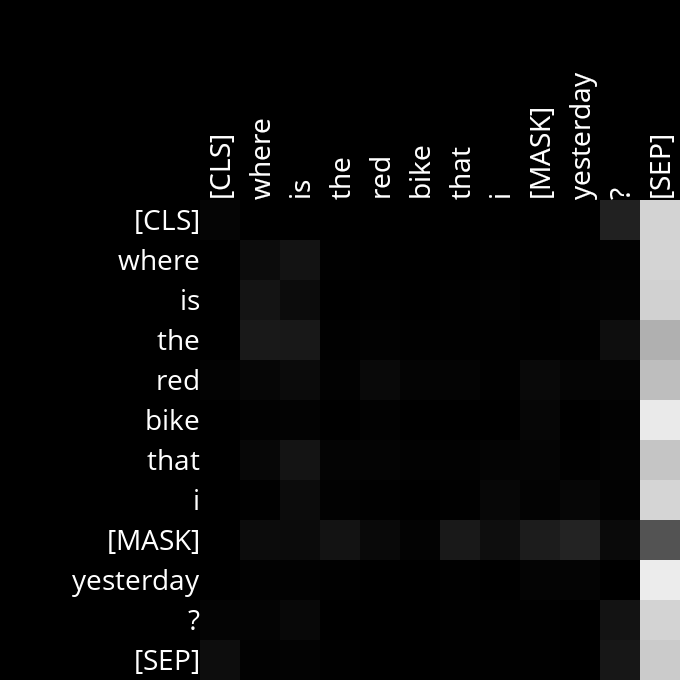 [CLS] where is the red bike that i [MASK] yesterday ? [SEP]
[CLS]
where
is
the
red
bike
that
i
[MASK]
yesterday
?
[SEP]